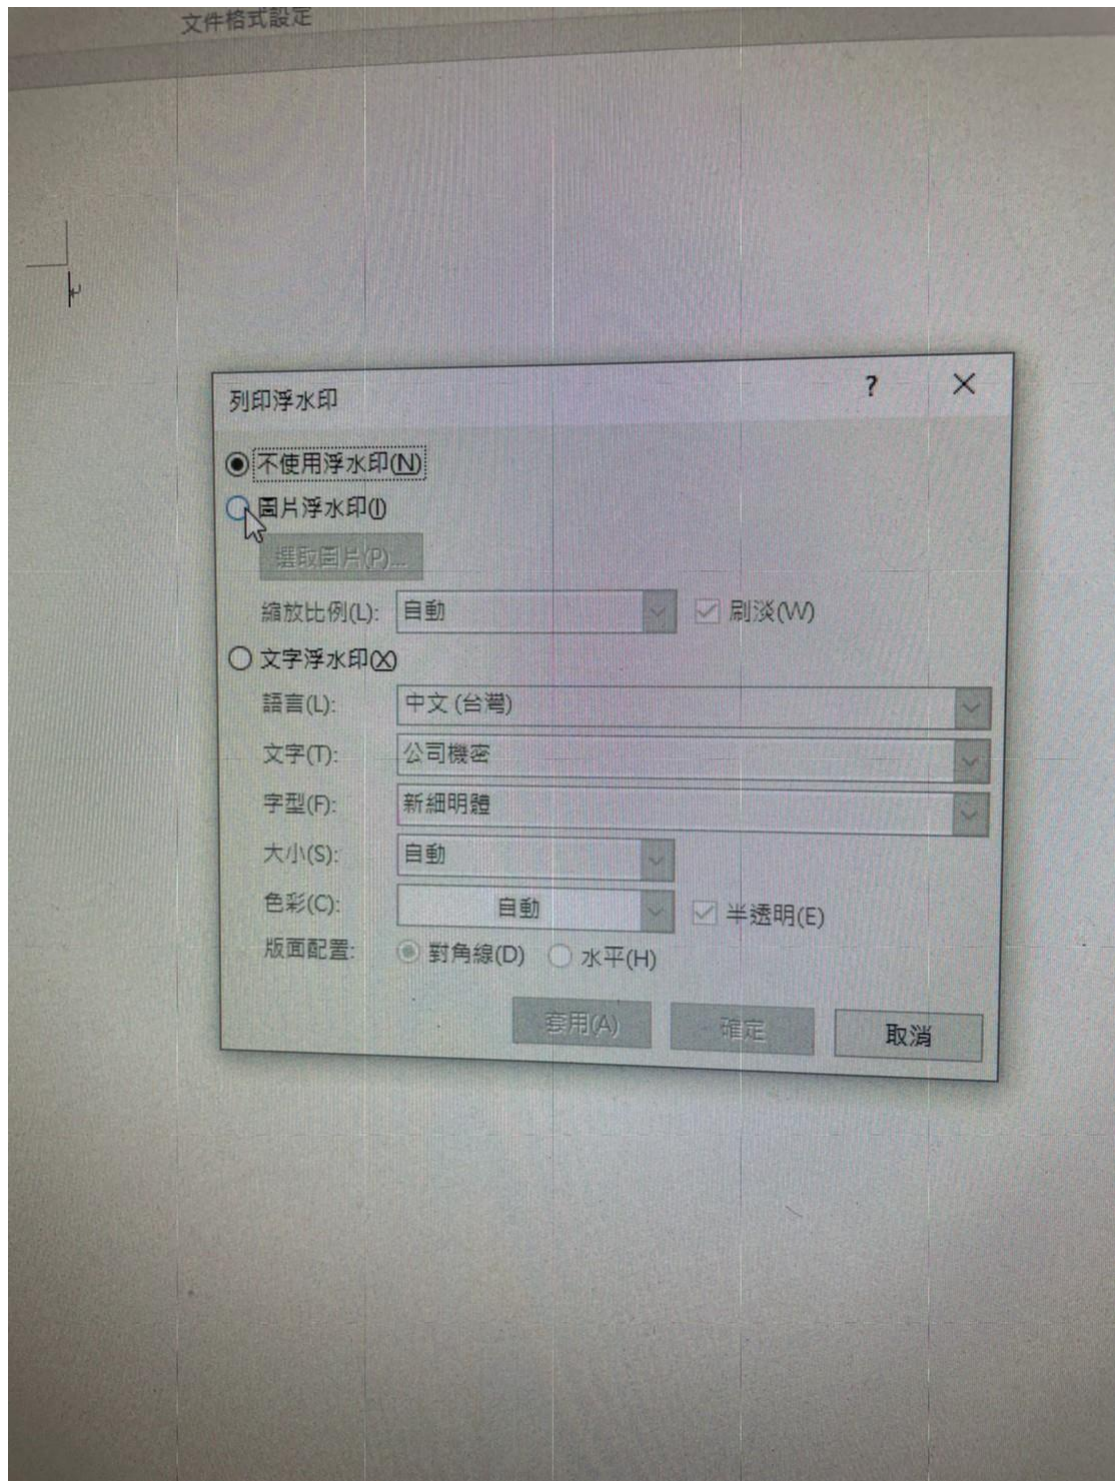 文件格式設定
列印浮水印
?
不使用浮水印(N)
圖片浮水印(I)
選取圖片(P)...
縮放比例(L): 自動 刷淡(W)
文字浮水印(X)
語言(L): 中文 (台灣)
文字(T): 公司機密
字型(F): 新細明體
大小(S): 自動
色彩(C): 自動 半透明(E)
版面配置: 對角線(D) 水平(H)
套用(A) 確定 取消